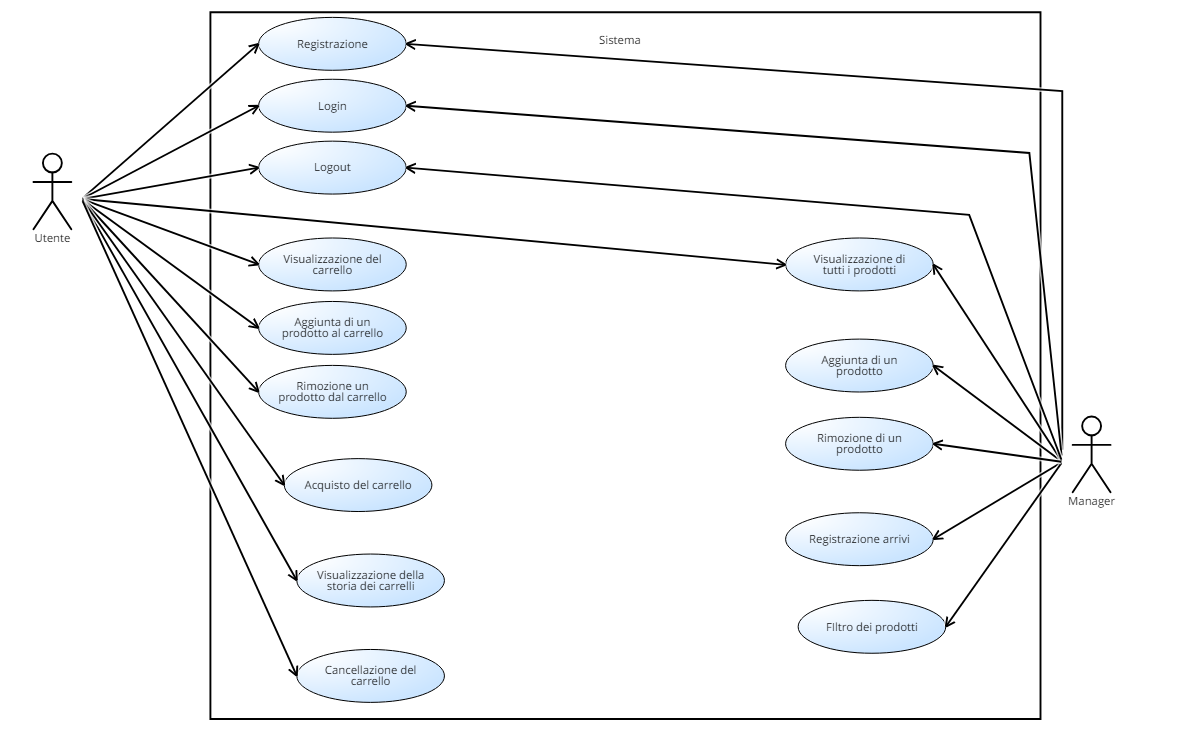 Sistema
Registrazione
Login
Logout
Utente
Visualizzazione del
carrello
Visualizzazione di
tutti i prodotti
Aggiunta di un
prodotto al carrello
Aggiunta di un
prodotto
Rimozione un
prodotto dal carrello
Rimozione di un
prodotto
Acquisto del carrello
Manager
Registrazione arrivi
Visualizzazione della
storia dei carrelli
FIltro dei prodotti
Cancellazione del
carrello